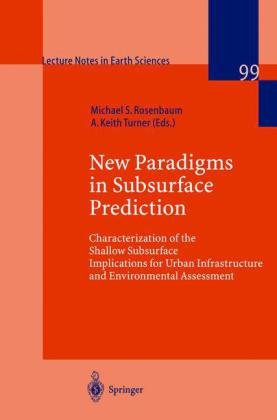 Lecture Notes in Earth Sciences
99
Michael S. Rosenbaum
A. Keith Turner (Eds.)
New Paradigms
in Subsurface
Prediction
Characterization of the
Shallow Subsurface
Implications for Urban Infrastructure
and Environmental Assessment
Springer